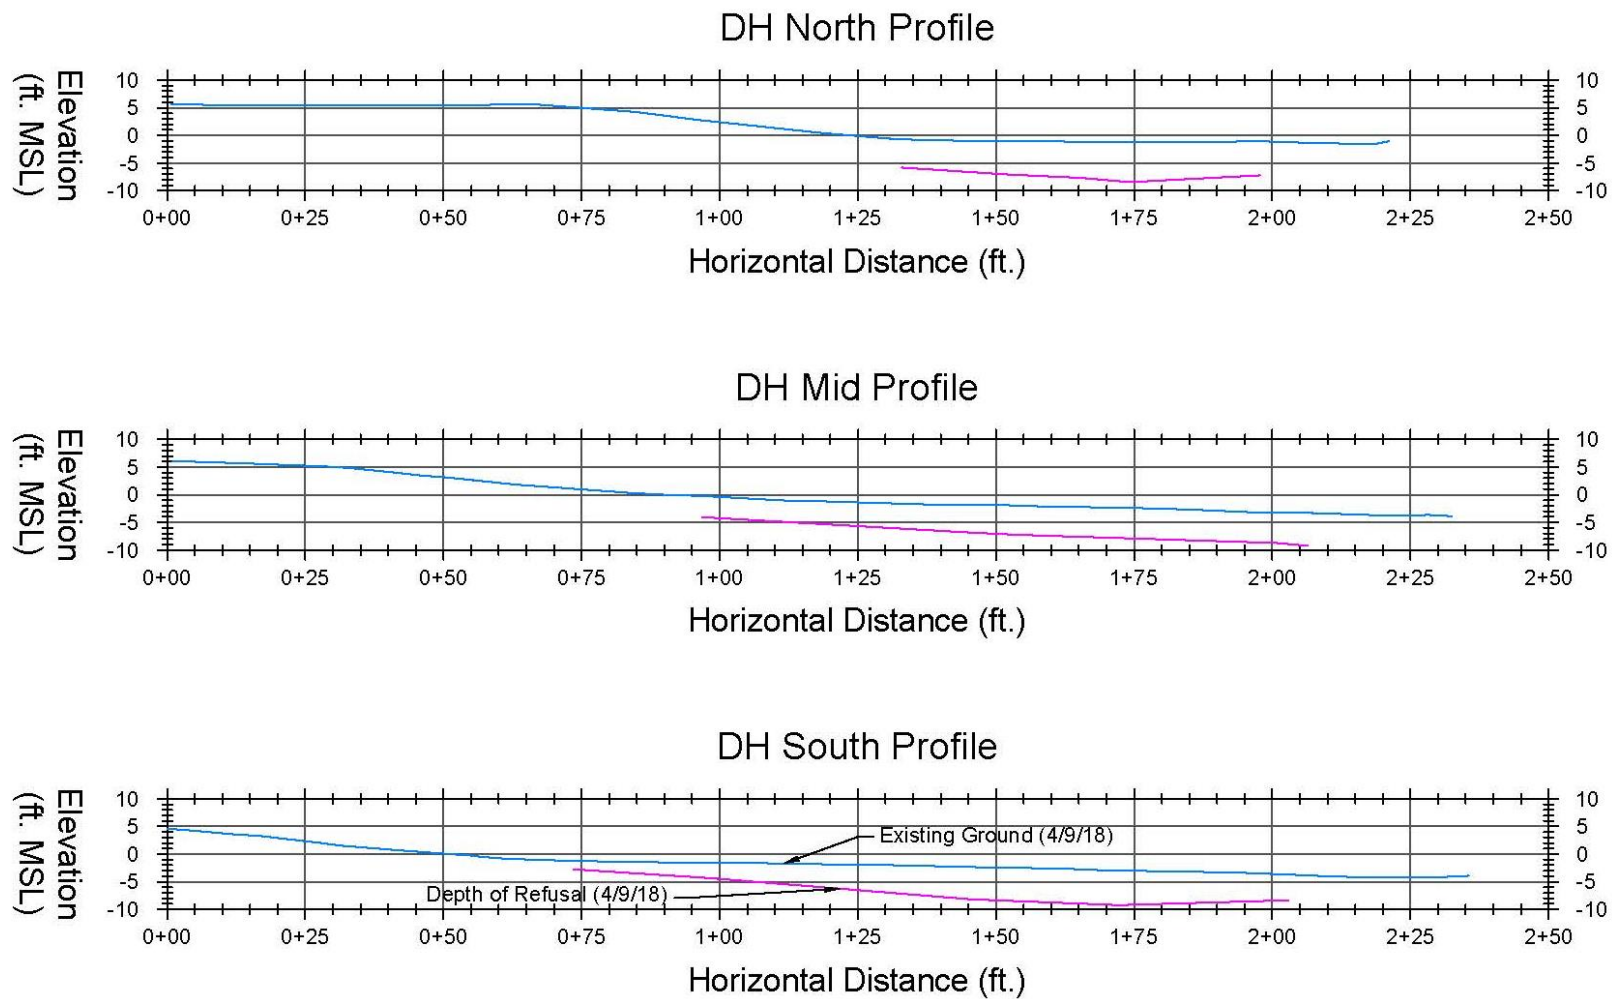 DH North Profile
Elevation
(ft. MSL)
10 10
5 5
0 0
-5 -5
-10 -10
0+00 0+25 0+50 0+75 1+00 1+25 1+50 1+75 2+00 2+25 2+50
Horizontal Distance (ft.)
DH Mid Profile
Elevation
(ft. MSL)
10 10
5 5
0 0
-5 -5
-10 -10
0+00 0+25 0+50 0+75 1+00 1+25 1+50 1+75 2+00 2+25 2+50
Horizontal Distance (ft.)
DH South Profile
Elevation
(ft. MSL)
10 10
5 5
Existing Ground (4/9/18)
0 0
-5 -5
Depth of Refusal (4/9/18)
-10 -10
0+00 0+25 0+50 0+75 1+00 1+25 1+50 1+75 2+00 2+25 2+50
Horizontal Distance (ft.)